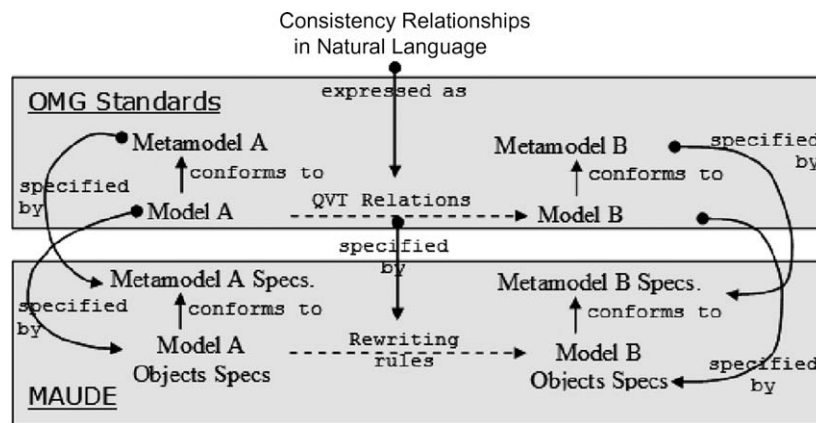 Consistency Relationships
in Natural Language
expressed as
OMG Standards
Metamodel A
Metamodel B
specified
by
conforms to
conforms to
specified
by
Model A
QVT Relations
Model B
specified
by
Metamodel A Specs.
Metamodel B Specs.
specified
by
conforms to
conforms to
Model A
Objects Specs
Rewriting
rules
Model B
Objects Specs
specified
by
MAUDE